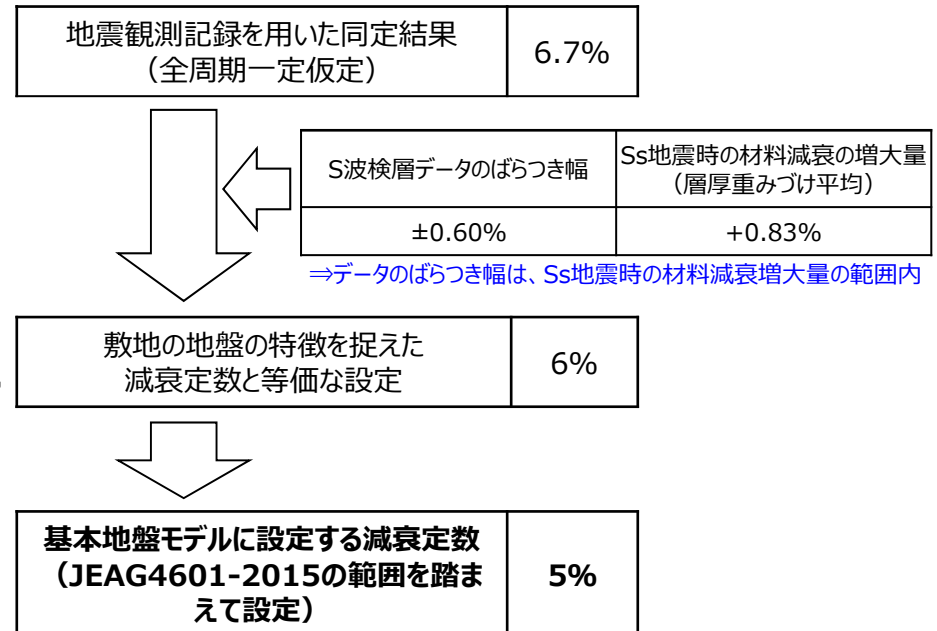 地震観測記録を用いた同定結果
（全周期一定仮定）
6.7%
S波検層データのばらつき幅
Ss地震時の材料減衰の増大量
（層厚重みづけ平均）
±0.60%
+0.83%
⇒データのばらつき幅は、Ss地震時の材料減衰増大量の範囲内
敷地の地盤の特徴を捉えた
減衰定数と等価な設定
6%
基本地盤モデルに設定する減衰定数
（JEAG4601-2015の範囲を踏ま
えて設定）
5%